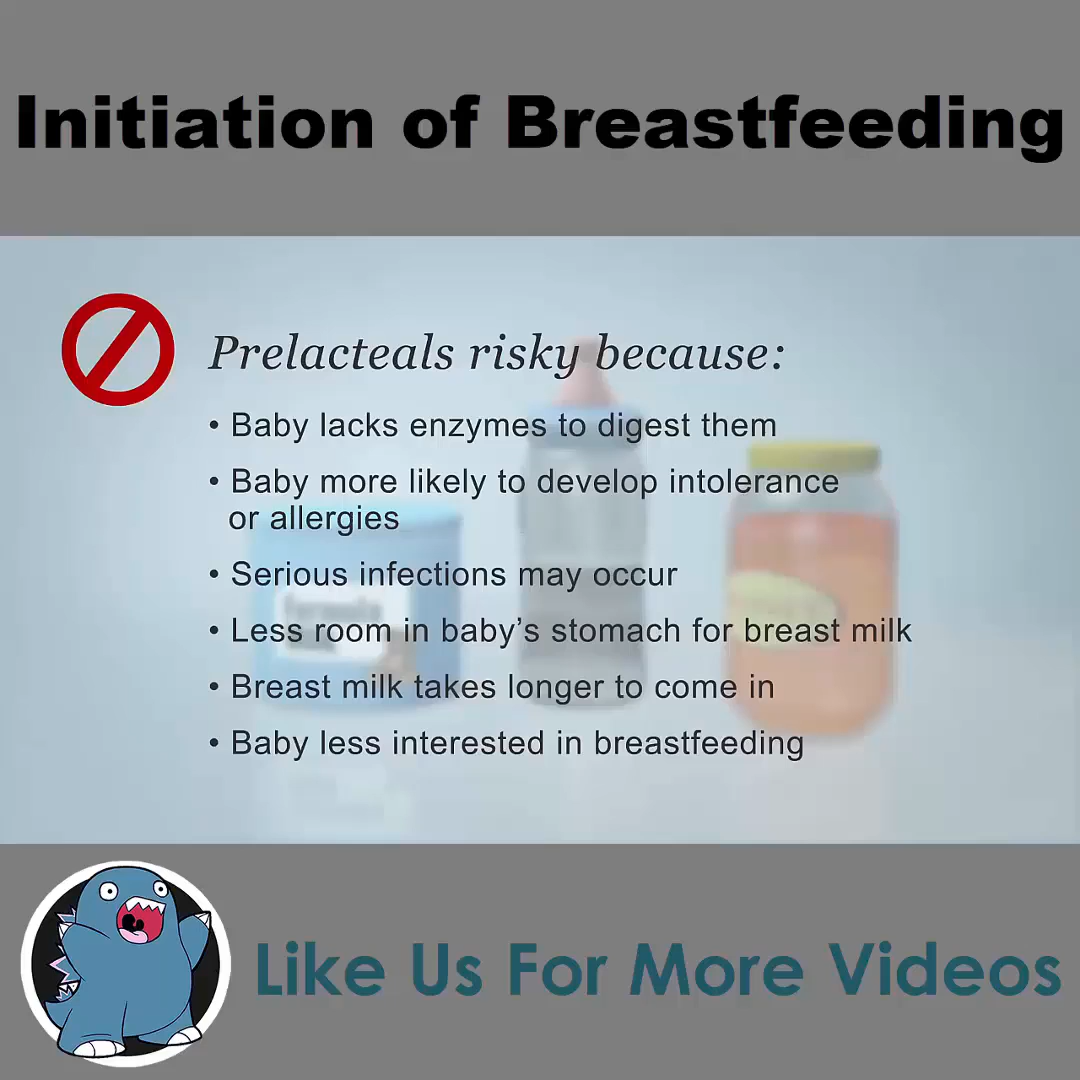 Initiation of Breastfeeding
Prelacteals risky because:
• Baby lacks enzymes to digest them
• Baby more likely to develop intolerance
or allergies
• Serious infections may occur
• Less room in baby’s stomach for breast milk
• Breast milk takes longer to come in
• Baby less interested in breastfeeding
Like Us For More Videos